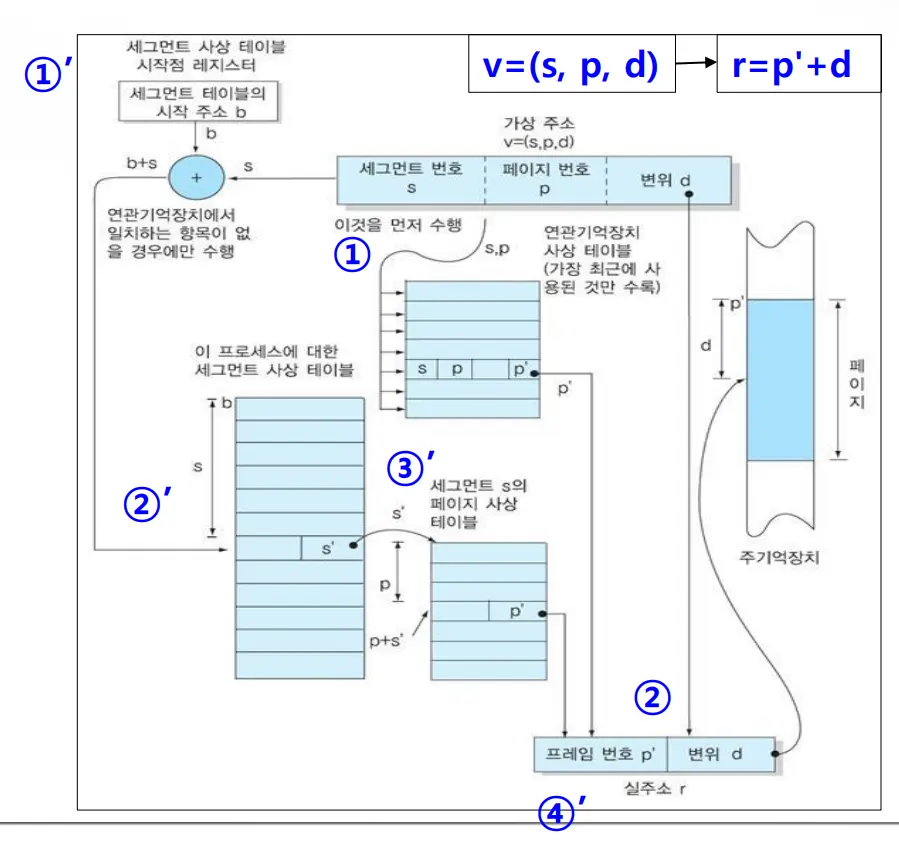 세그먼트 사상 테이블
시작점 레지스터
①′
세그먼트 테이블의
시작 주소 b
v=(s, p, d)
r=p'+d
b
가상 주소
v=(s,p,d)
b+s
+
s
세그먼트 번호
s
페이지 번호
p
변위 d
연관기억장치에서
일치하는 항목이 없
을 경우에만 수행
이것을 먼저 수행
①
s,p
연관기억장치
사상 테이블
(가장 최근에 사
용된 것만 수록)
p'
d
페
이
지
이 프로세스에 대한
세그먼트 사상 테이블
s
p
p'
p'
b
s
②′
③′
세그먼트 s의
페이지 사상
테이블
s'
s'
p
p'
p+s'
주기억장치
②
프레임 번호 p'
변위 d
실주소 r
④′